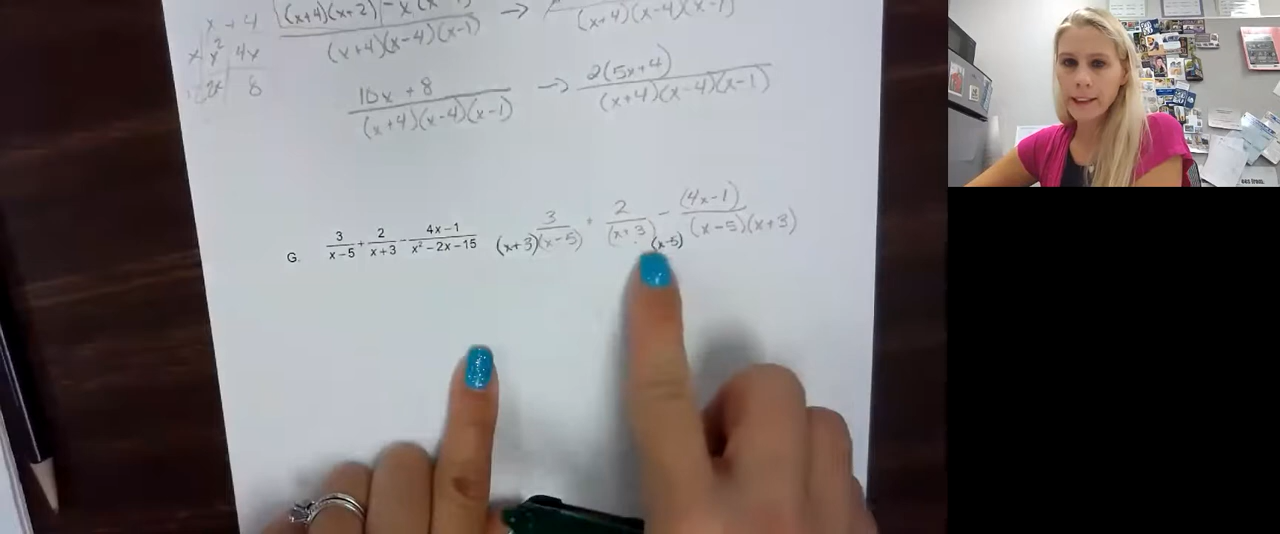 x + 4
(x+4)(x+2) - x(x-1) →
(x+4)(x-4)(x-1)
(x+4)(x-4)(x-1)
x x² 4x
2x 8
10x + 8 → 2(5x+4)
(x+4)(x-4)(x-1) (x+4)(x-4)(x-1)
G. 3/(x-5) + 2/(x+3) - (4x-1)/(x²-2x-15)
3 + 2 - (4x-1)
(x+3)(x-5) (x+3)(x-5) (x-5)(x+3)